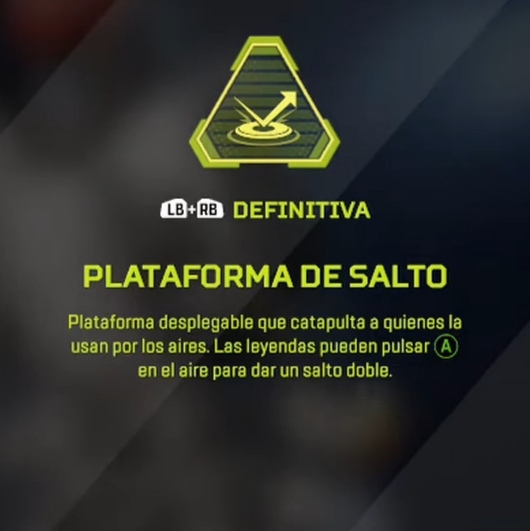 LB+RB DEFINITIVA
PLATAFORMA DE SALTO
Plataforma desplegable que catapulta a quienes la
usan por los aires. Las leyendas pueden pulsar A
en el aire para dar un salto doble.